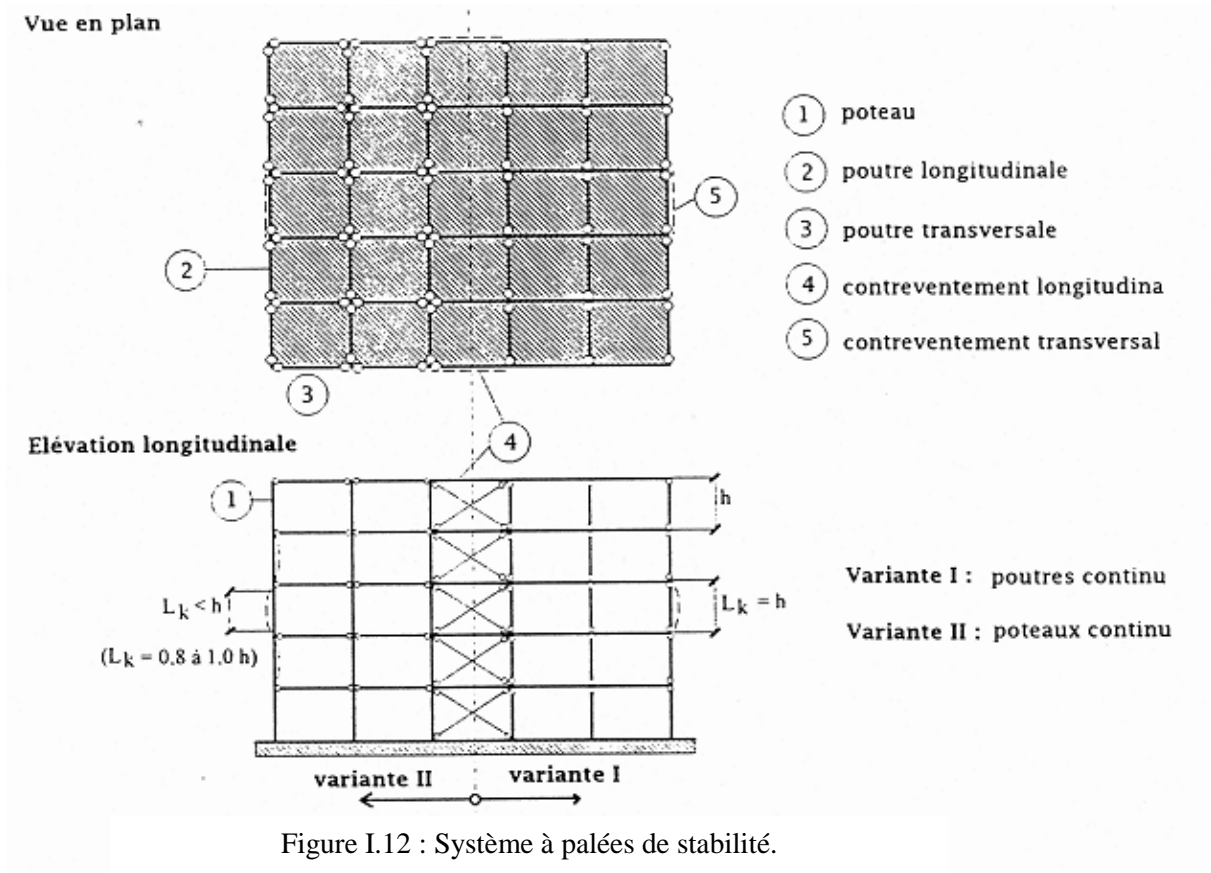 Vue en plan
1 poteau
2 poutre longitudinale
3 poutre transversale
4 contreventement longitudina
5 contreventement transversal
5
2
3
4
Elévation longitudinale
1
h
L k < h
L k = h
(L k = 0.8 à 1.0 h)
Variante I : poutres continu
Variante II : poteaux continu
variante II variante I
Figure I.12 : Système à palées de stabilité.